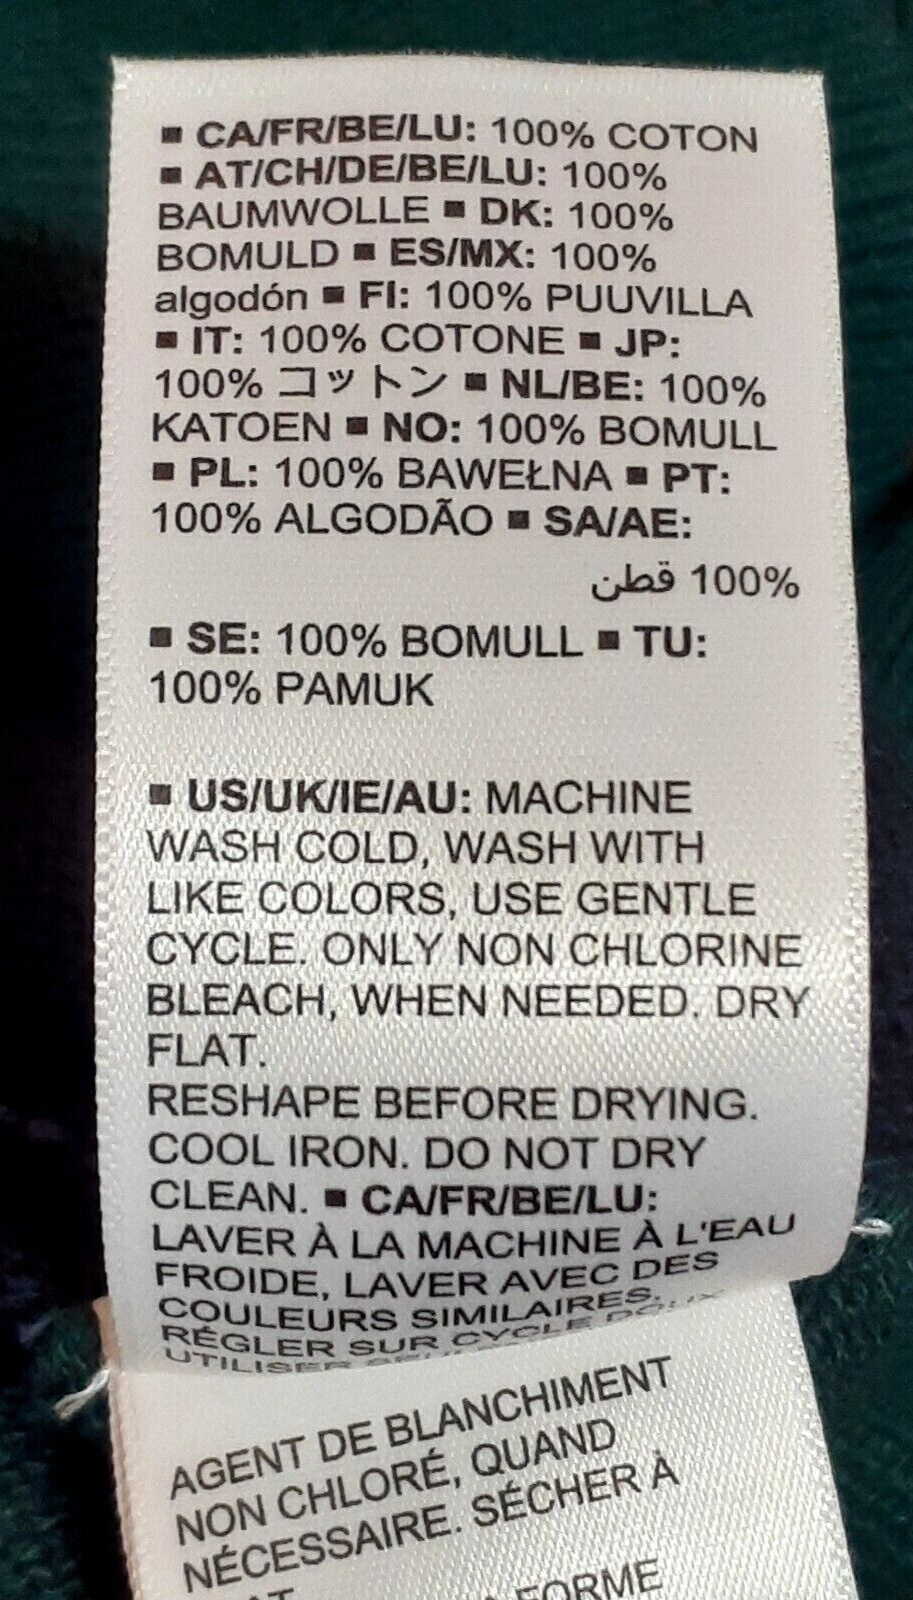 ■ CA/FR/BE/LU: 100% COTON
■ AT/CH/DE/BE/LU: 100%
BAUMWOLLE ■ DK: 100%
BOMULD ■ ES/MX: 100%
algodón ■ FI: 100% PUUVILLA
■ IT: 100% COTONE ■ JP:
100% コットン ■ NL/BE: 100%
KATOEN ■ NO: 100% BOMULL
■ PL: 100% BAWEŁNA ■ PT:
100% ALGODÃO ■ SA/AE:
100% قطن
■ SE: 100% BOMULL ■ TU:
100% PAMUK
■ US/UK/IE/AU: MACHINE
WASH COLD, WASH WITH
LIKE COLORS, USE GENTLE
CYCLE. ONLY NON CHLORINE
BLEACH, WHEN NEEDED. DRY
FLAT.
RESHAPE BEFORE DRYING.
COOL IRON. DO NOT DRY
CLEAN. ■ CA/FR/BE/LU:
LAVER À LA MACHINE À L'EAU
FROIDE, LAVER AVEC DES
COULEURS SIMILAIRES.
RÉGLER SUR CYCLE DOUX
UTILISER
AGENT DE BLANCHIMENT
NON CHLORÉ, QUAND
NÉCESSAIRE. SÉCHER À
FORME